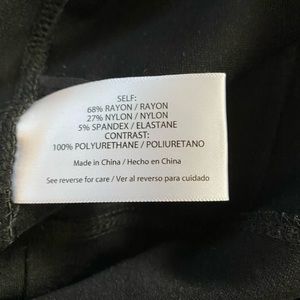 SELF:
68% RAYON / RAYON
27% NYLON / NYLON
5% SPANDEX / ELASTANE
CONTRAST:
100% POLYURETHANE / POLIURETANO
Made in China / Hecho en China
See reverse for care / Ver al reverso para cuidado